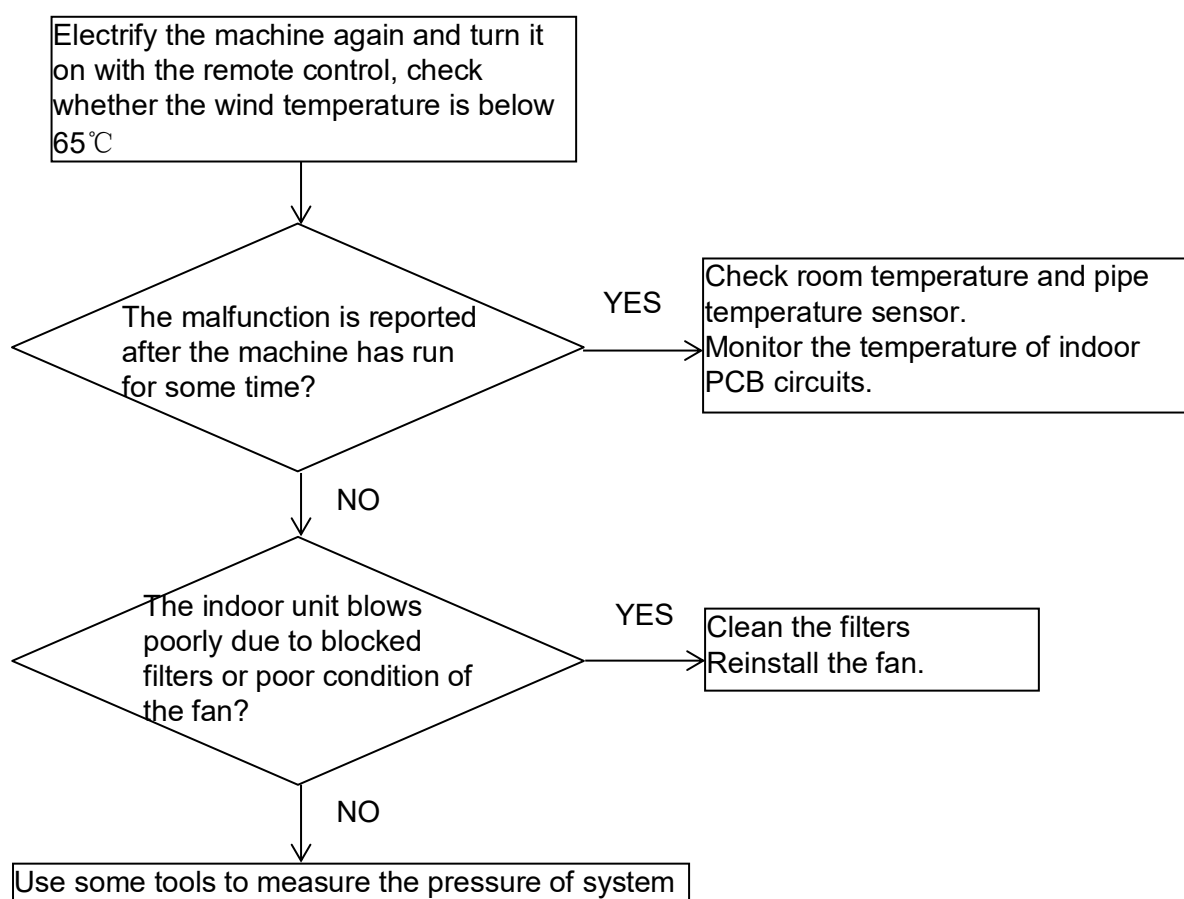 Electrify the machine again and turn it
on with the remote control, check
whether the wind temperature is below
65℃
The malfunction is reported
after the machine has run
for some time?
YES
Check room temperature and pipe
temperature sensor.
Monitor the temperature of indoor
PCB circuits.
NO
The indoor unit blows
poorly due to blocked
filters or poor condition of
the fan?
YES
Clean the filters
Reinstall the fan.
NO
Use some tools to measure the pressure of system